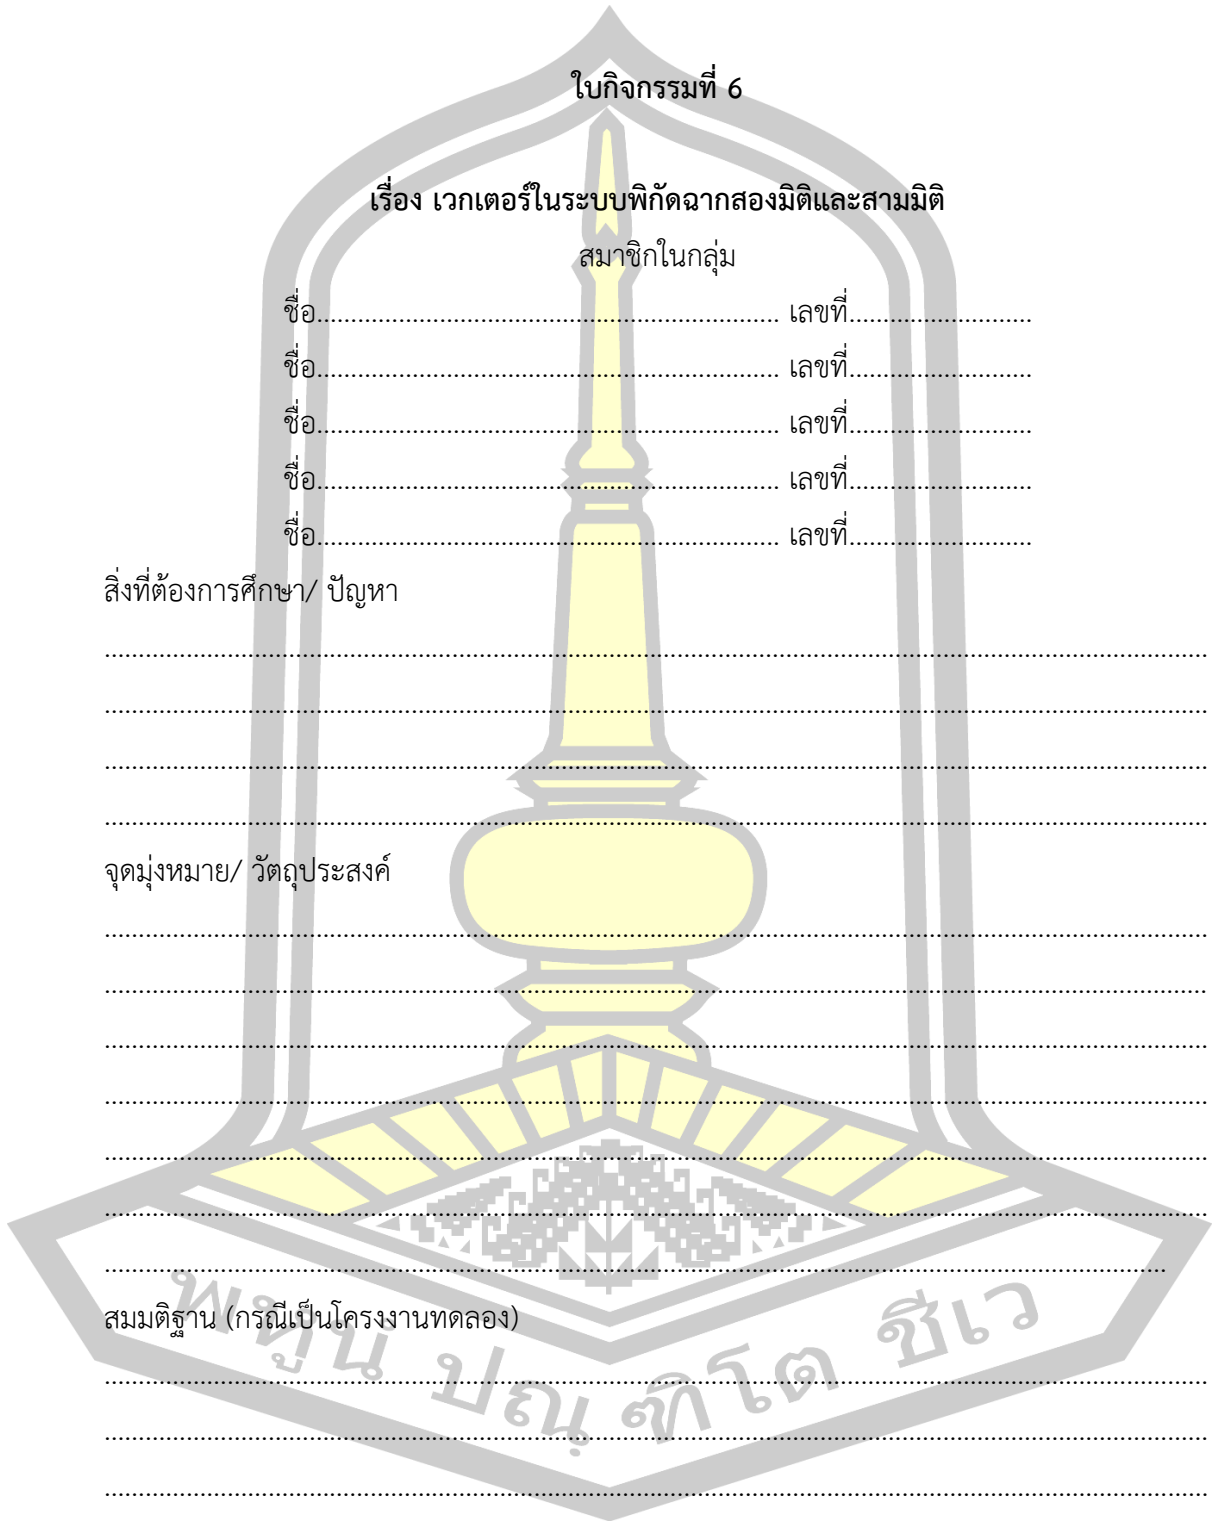 ใบกิจกรรมที่ 6
เรื่อง เวกเตอร์ในระบบพิกัดฉากสองมิติและสามมิติ
สมาชิกในกลุ่ม
ชื่อ.................................................................... เลขที่...........................
ชื่อ.................................................................... เลขที่...........................
ชื่อ.................................................................... เลขที่...........................
ชื่อ.................................................................... เลขที่...........................
ชื่อ.................................................................... เลขที่...........................
สิ่งที่ต้องการศึกษา/ ปัญหา
จุดมุ่งหมาย/ วัตถุประสงค์
สมมติฐาน (กรณีเป็นโครงงานทดลอง)
พหูนํ ปณฺฑิโต ชีเว